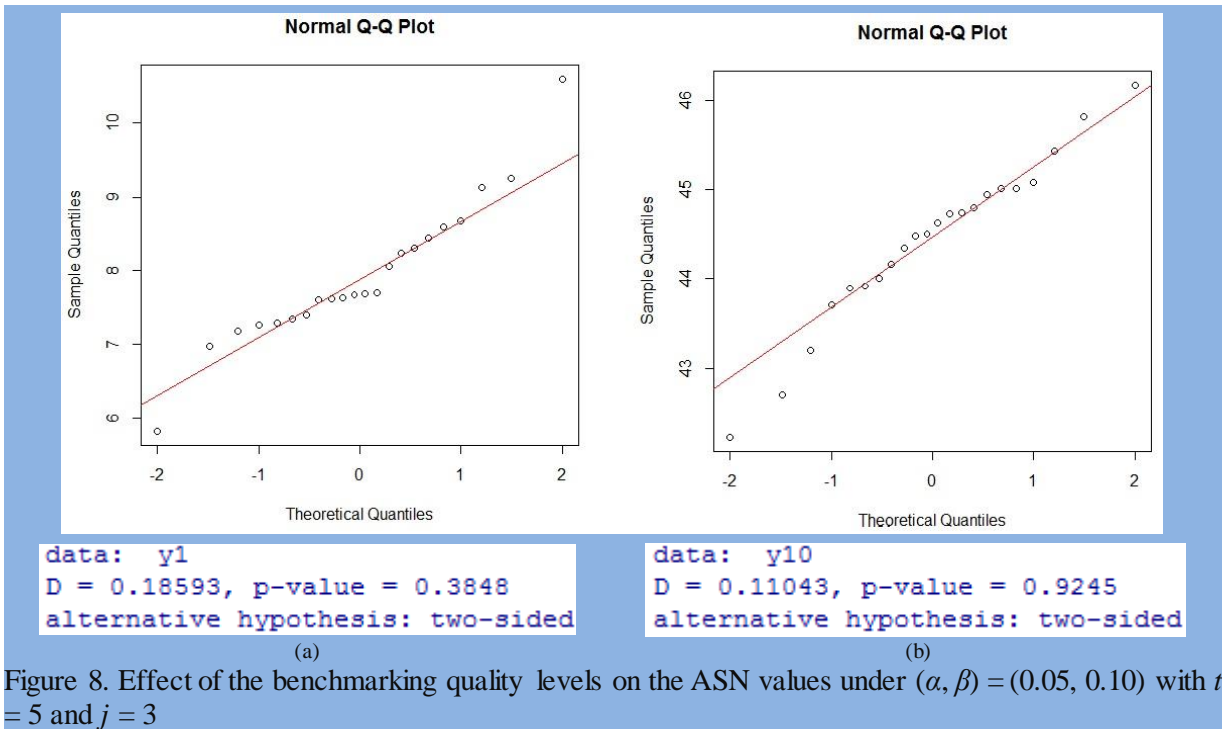 Normal Q-Q Plot
Sample Quantiles
10
9
8
7
6
-2 -1 0 1 2
Theoretical Quantiles
data: y1
D = 0.18593, p-value = 0.3848
alternative hypothesis: two-sided
(a)
Normal Q-Q Plot
Sample Quantiles
46
45
44
43
-2 -1 0 1 2
Theoretical Quantiles
data: y10
D = 0.11043, p-value = 0.9245
alternative hypothesis: two-sided
(b)
Figure 8. Effect of the benchmarking quality levels on the ASN values under (α, β) = (0.05, 0.10) with t
= 5 and j = 3